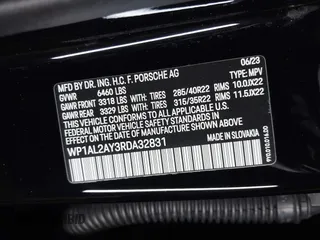 MFD BY DR. ING. H.C. F. PORSCHE AG 06/23
GVWR 6460 LBS TYPE: MPV
GAWR FRONT 3318 LBS WITH: TIRES 285/40R22 RIMS 10.0JX22
GAWR REAR 3329 LBS WITH: TIRES 315/35R22 RIMS 11.5JX22
THIS VEHICLE CONFORMS TO ALL APPLICABLE
FEDERAL MOTOR VEHICLE SAFETY STANDARDS IN
EFFECT ON THE DATE OF MANUFACTURE SHOWN ABOVE.
WP1AL2AY3RDA32831 MADE IN SLOVAKIA